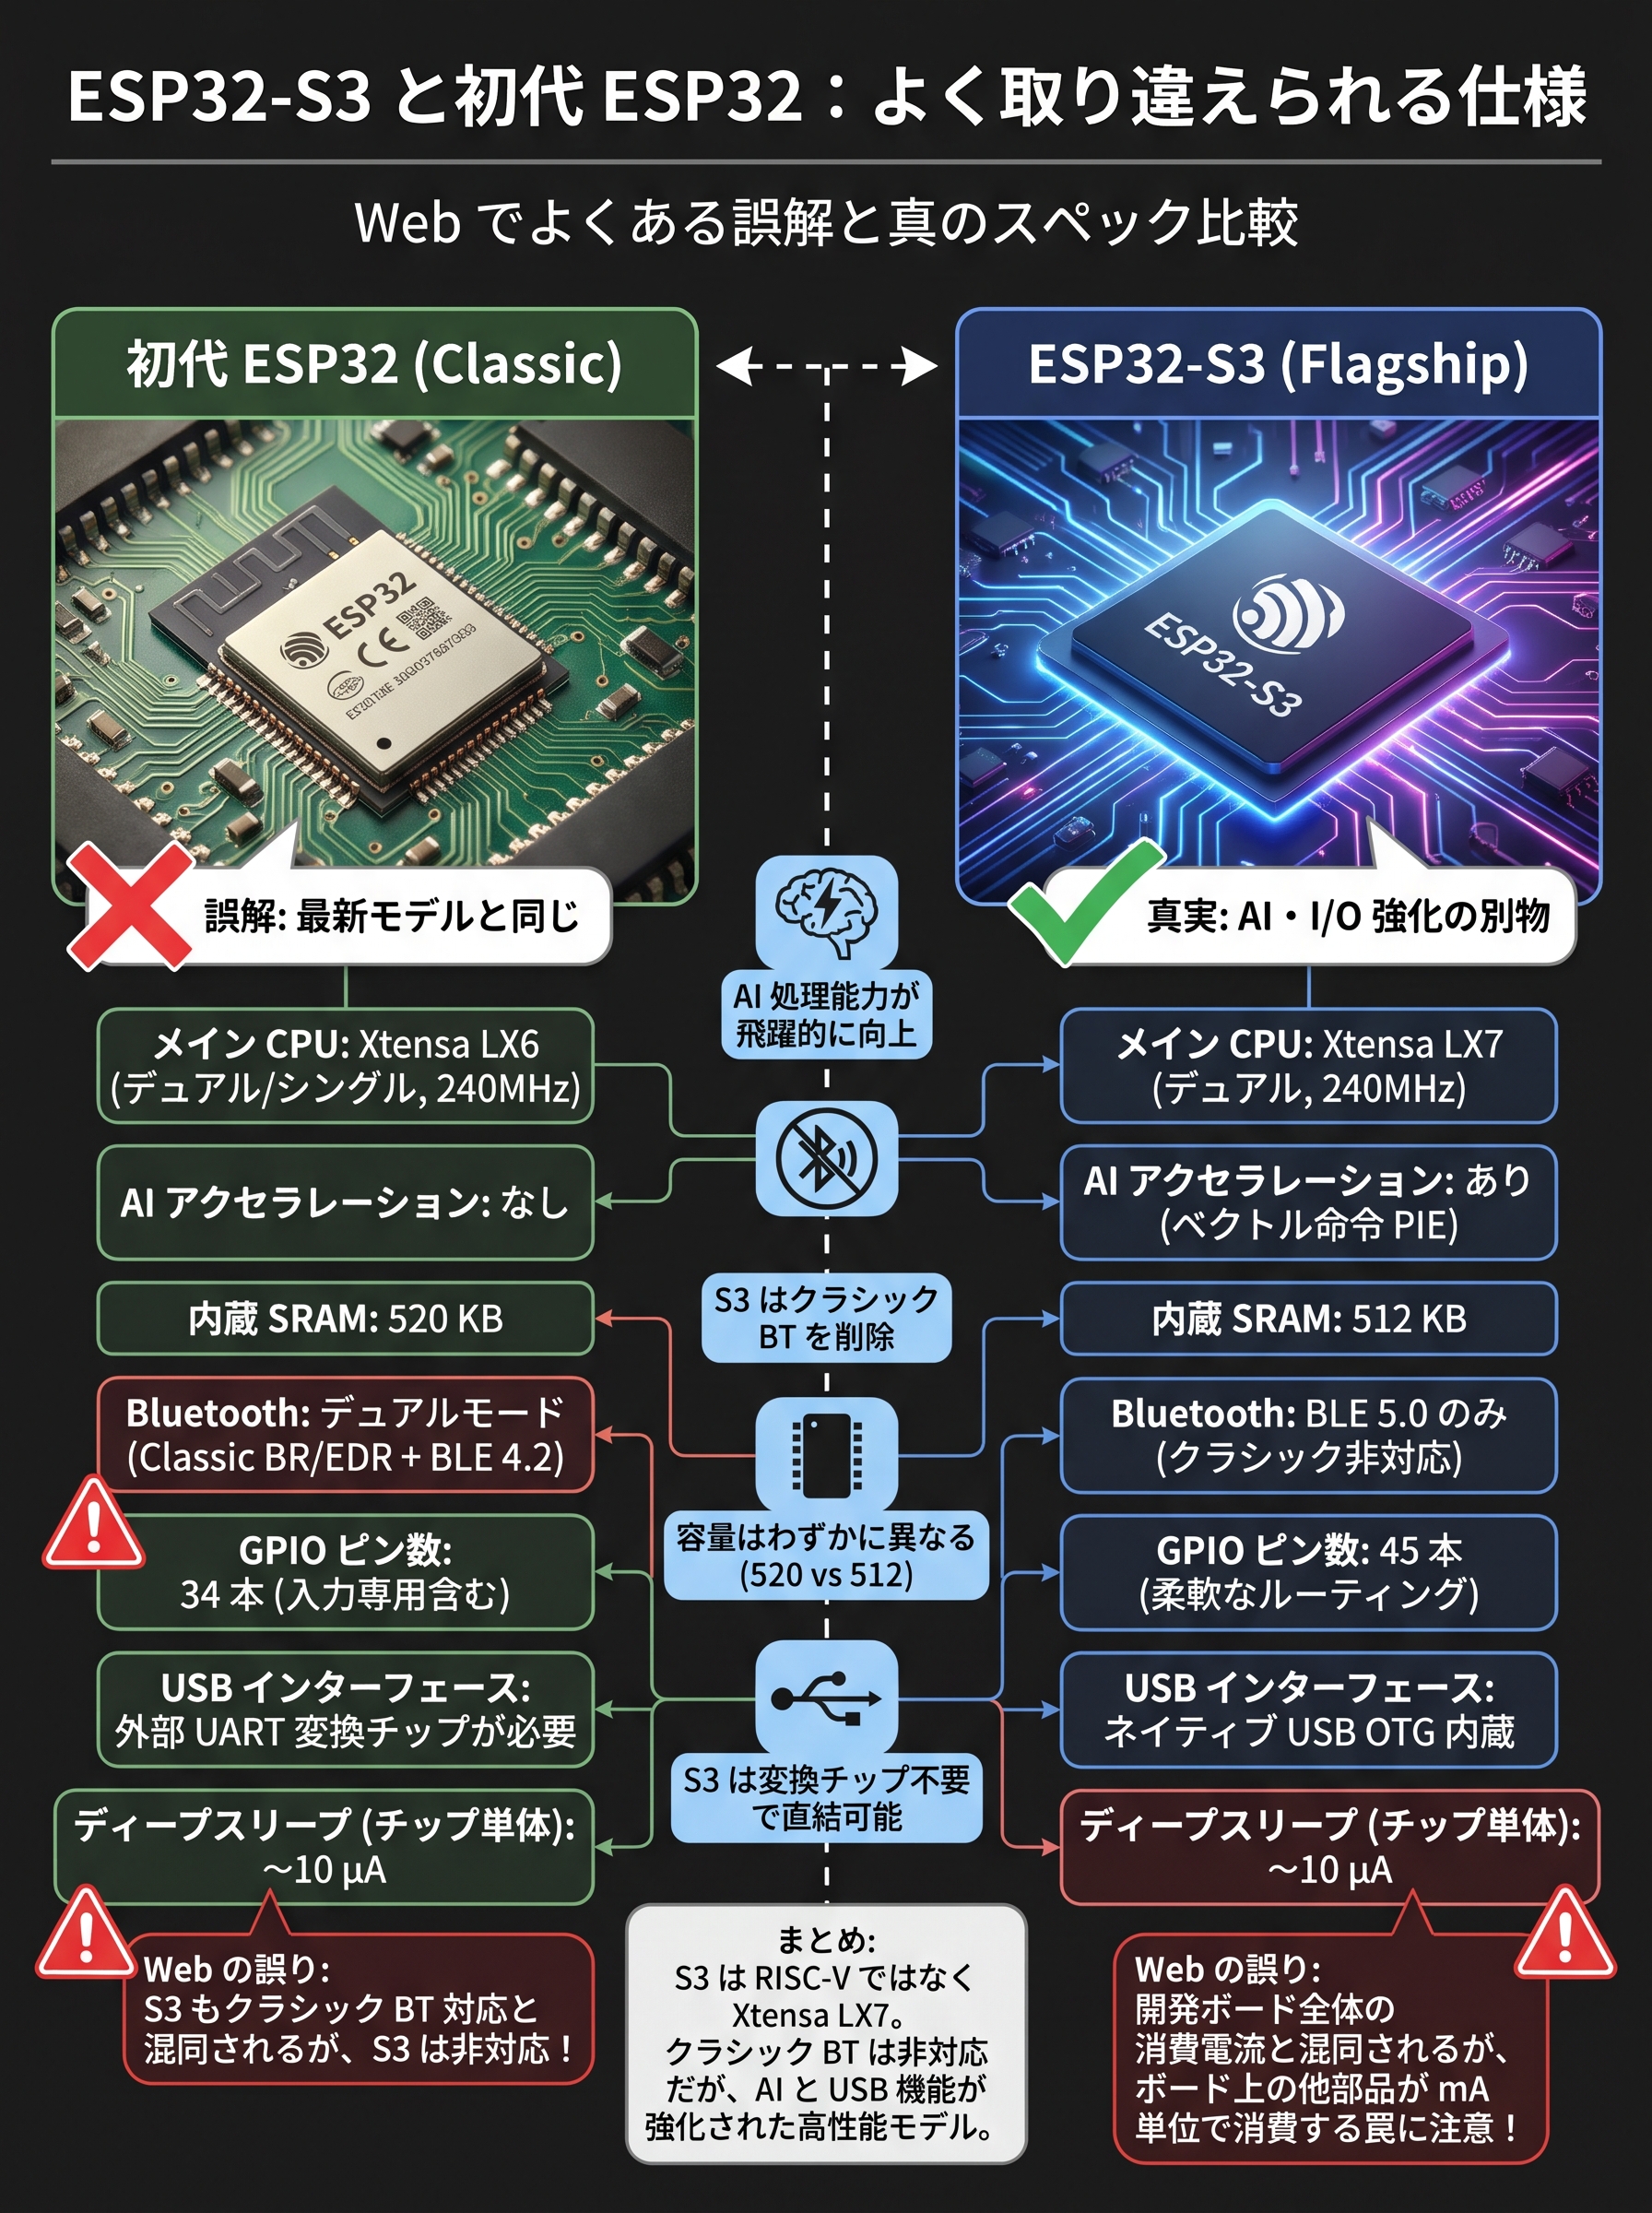 ESP32-S3 と初代 ESP32：よく取り違えられる仕様
Web でよくある誤解と真のスペック比較
初代 ESP32 (Classic)
ESP32
CE
誤解: 最新モデルと同じ
メイン CPU: Xtensa LX6
(デュアル/シングル, 240MHz)
AI アクセラレーション: なし
内蔵 SRAM: 520 KB
Bluetooth: デュアルモード
(Classic BR/EDR + BLE 4.2)
GPIO ピン数:
34 本 (入力専用含む)
USB インターフェース:
外部 UART 変換チップが必要
ディープスリープ (チップ単体):
～10 µA
Web の誤り:
S3 もクラシック BT 対応と
混同されるが、S3 は非対応！
AI 処理能力が
飛躍的に向上
S3 はクラシック
BT を削除
容量はわずかに異なる
(520 vs 512)
S3 は変換チップ不要
で直結可能
まとめ:
S3 は RISC-V ではなく
Xtensa LX7。
クラシック BT は非対応
だが、AI と USB 機能が
強化された高性能モデル。
ESP32-S3 (Flagship)
ESP32-S3
真実: AI・I/O 強化の別物
メイン CPU: Xtensa LX7
(デュアル, 240MHz)
AI アクセラレーション: あり
(ベクトル命令 PIE)
内蔵 SRAM: 512 KB
Bluetooth: BLE 5.0 のみ
(クラシック非対応)
GPIO ピン数: 45 本
(柔軟なルーティング)
USB インターフェース:
ネイティブ USB OTG 内蔵
ディープスリープ (チップ単体):
～10 µA
Web の誤り:
開発ボード全体の
消費電流と混同されるが、
ボード上の他部品が mA
単位で消費する罠に注意！